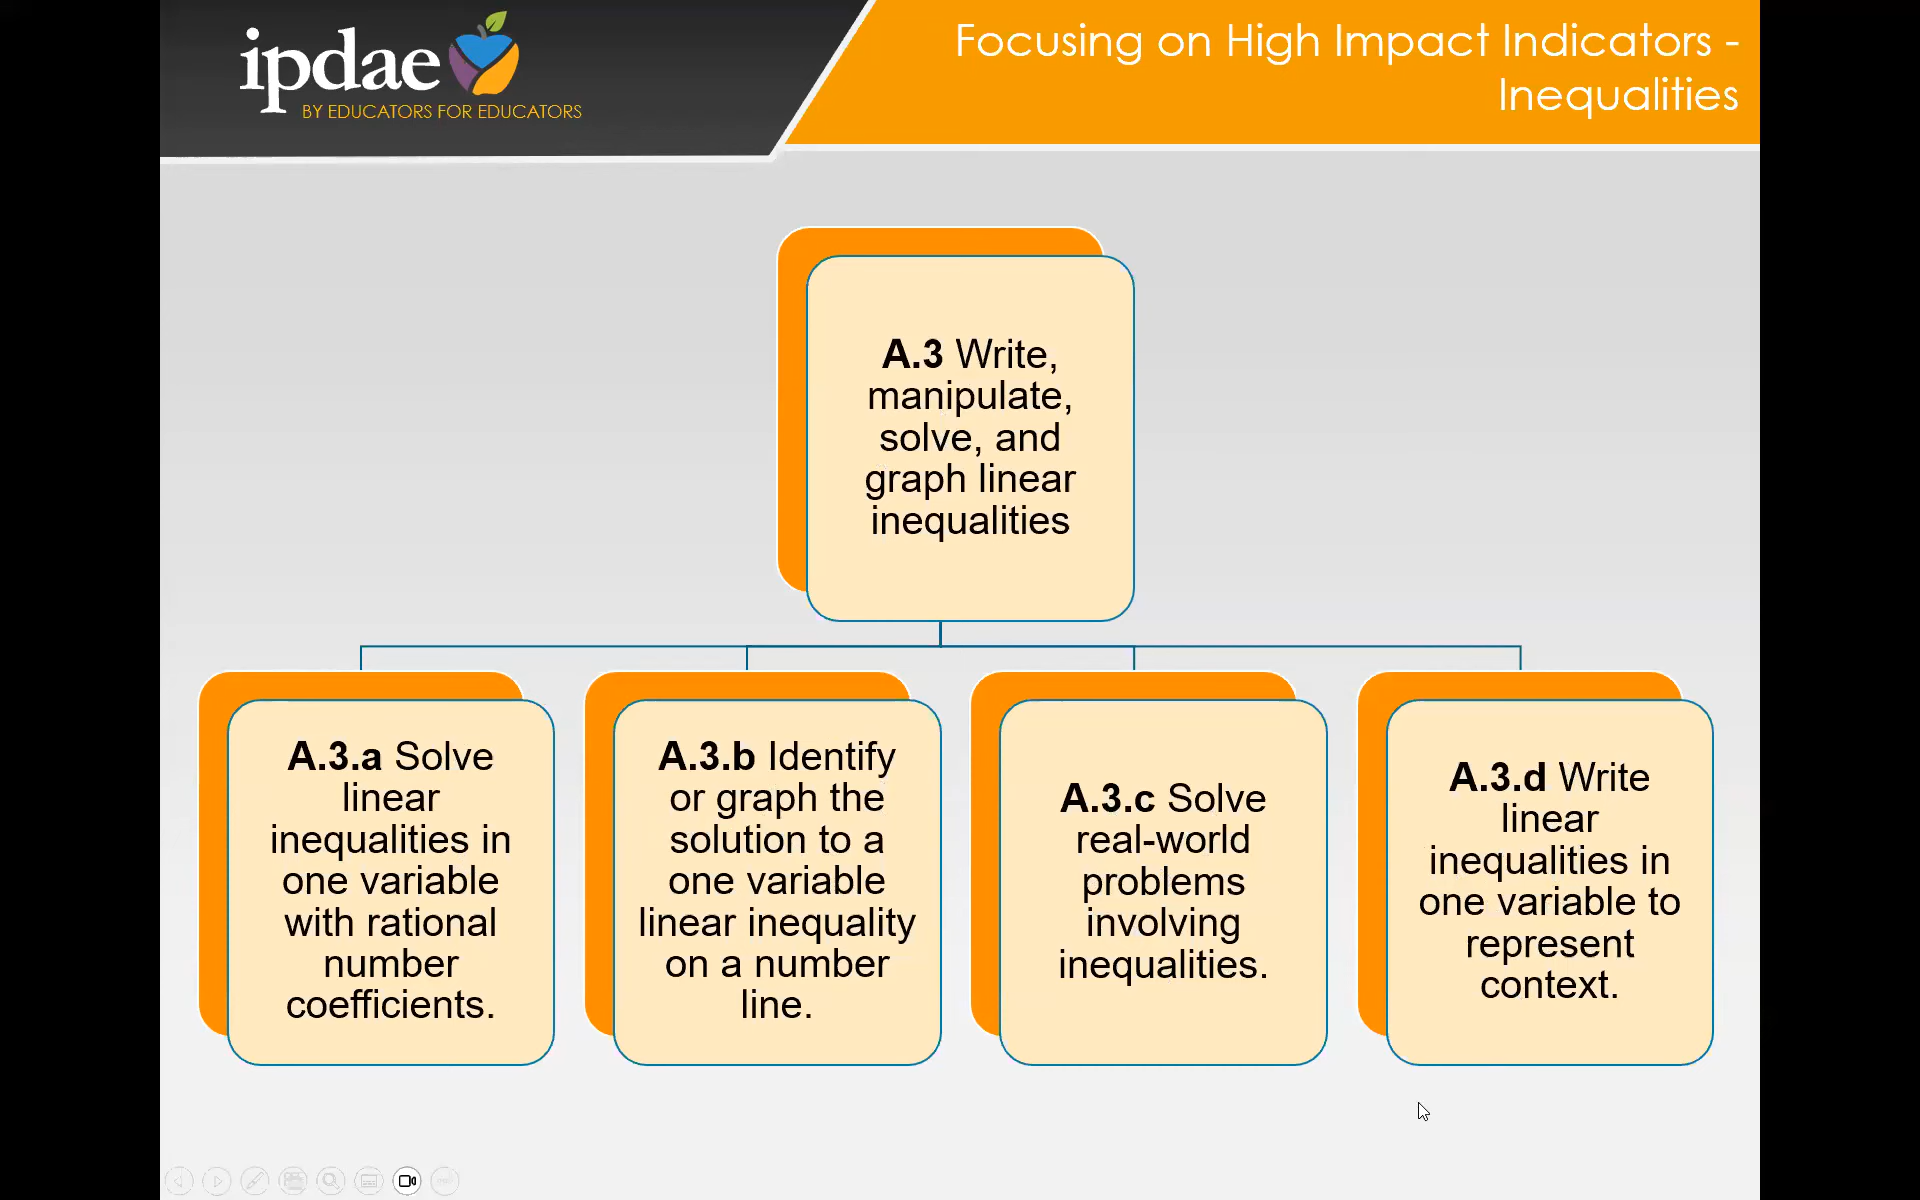 ipdae
BY EDUCATORS FOR EDUCATORS
Focusing on High Impact Indicators -
Inequalities
A.3 Write,
manipulate,
solve, and
graph linear
inequalities
A.3.a Solve
linear
inequalities in
one variable
with rational
number
coefficients.
A.3.b Identify
or graph the
solution to a
one variable
linear inequality
on a number
line.
A.3.c Solve
real-world
problems
involving
inequalities.
A.3.d Write
linear
inequalities in
one variable to
represent
context.